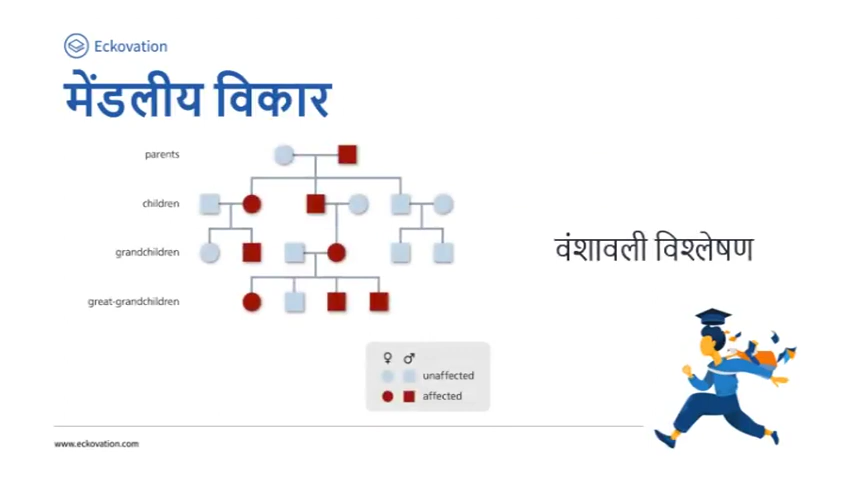 Eckovation
मेंडलीय विकार
parents
children
grandchildren
great-grandchildren
वंशावली विश्लेषण
♀ ♂
unaffected
affected
www.eckovation.com